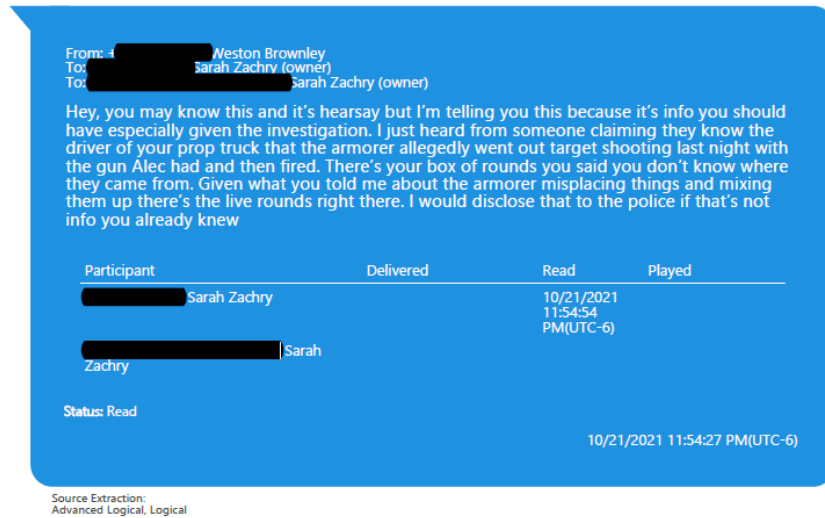 From: + Weston Brownley
To: Sarah Zachry (owner)
To: Sarah Zachry (owner)
Hey, you may know this and it's hearsay but I'm telling you this because it's info you should
have especially given the investigation. I just heard from someone claiming they know the
driver of your prop truck that the armorer allegedly went out target shooting last night with
the gun Alec had and then fired. There's your box of rounds you said you don't know where
they came from. Given what you told me about the armorer misplacing things and mixing
them up there's the live rounds right there. I would disclose that to the police if that's not
info you already knew
Participant Delivered Read Played
Sarah Zachry 10/21/2021
11:54:54
PM(UTC-6)
Sarah
Zachry
Status: Read
10/21/2021 11:54:27 PM(UTC-6)
Source Extraction:
Advanced Logical, Logical